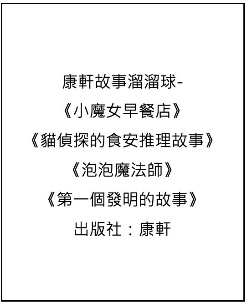 康軒故事溜溜球-
《小魔女早餐店》
《貓偵探的食安推理故事》
《泡泡魔法師》
《第一個發明的故事》
出版社：康軒